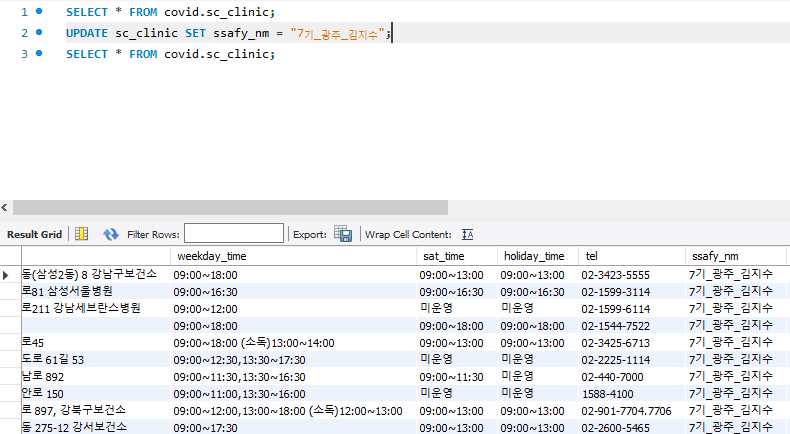 1 SELECT * FROM covid.sc_clinic;
2 UPDATE sc_clinic SET ssafy_nm = "7기_광주_김지수";
3 SELECT * FROM covid.sc_clinic;
Result Grid Filter Rows: Export: Wrap Cell Content: IA
weekday_time sat_time holiday_time tel ssafy_nm
동(삼성2동) 8 강남구보건소 09:00~18:00 09:00~13:00 09:00~13:00 02-3423-5555 7기_광주_김지수
로81 삼성서울병원 09:00~16:30 09:00~16:30 09:00~16:30 02-1599-3114 7기_광주_김지수
로211 강남세브란스병원 09:00~12:00 미운영 미운영 02-1599-6114 7기_광주_김지수
09:00~18:00 09:00~18:00 09:00~18:00 02-1544-7522 7기_광주_김지수
로45 09:00~18:00 (소독)13:00~14:00 09:00~13:00 09:00~13:00 02-3425-6713 7기_광주_김지수
도로 61길 53 09:00~12:30,13:30~17:30 미운영 미운영 02-2225-1114 7기_광주_김지수
남로 892 09:00~11:30,13:30~16:30 09:00~11:30 미운영 02-440-7000 7기_광주_김지수
안로 150 09:00~11:00,13:30~16:00 미운영 미운영 1588-4100 7기_광주_김지수
로 897, 강북구보건소 09:00~12:00,13:00~18:00 (소독)12:00~13:00 09:00~13:00 09:00~13:00 02-901-7704.7706 7기_광주_김지수
동 275-12 강서보건소 09:00~17:30 09:00~13:00 09:00~13:00 02-2600-5465 7기_광주_김지수